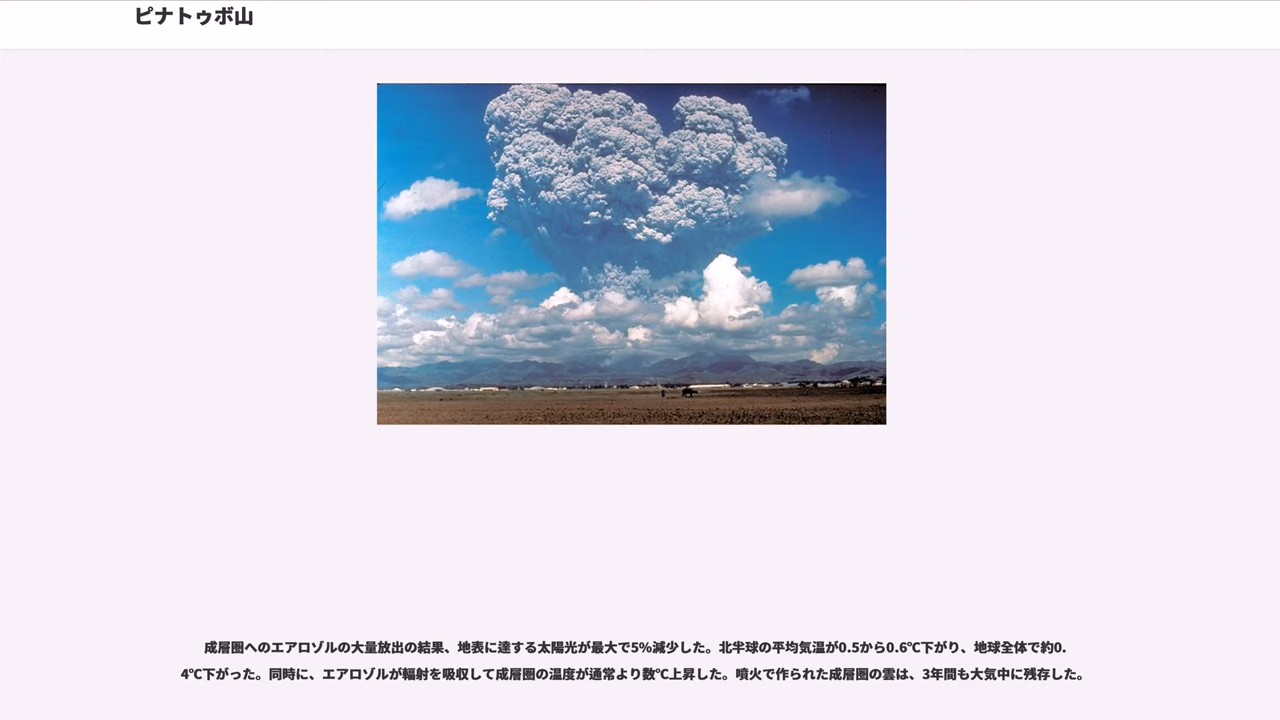 ピナトゥボ山
成層圏へのエアロゾルの大量放出の結果、地表に達する太陽光が最大で5%減少した。北半球の平均気温が0.5から0.6℃下がり、地球全体で約0.
4℃下がった。同時に、エアロゾルが輻射を吸収して成層圏の温度が通常より数℃上昇した。噴火で作られた成層圏の雲は、3年間も大気中に残存した。